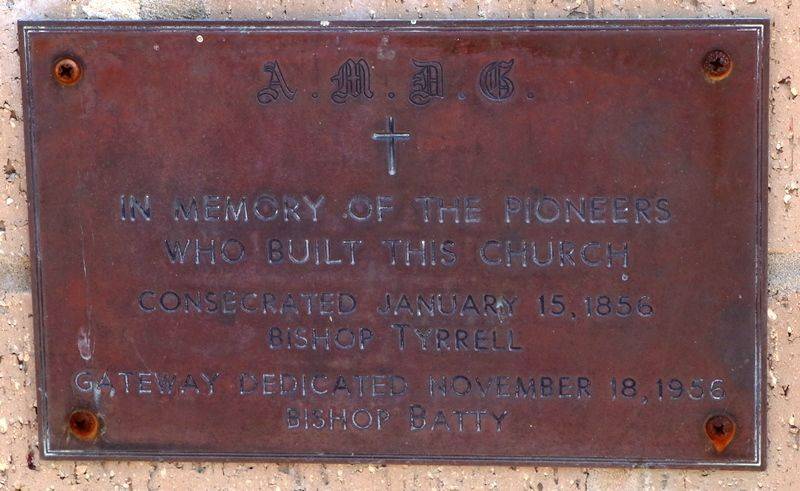 A.M.D.G.
IN MEMORY OF THE PIONEERS
WHO BUILT THIS CHURCH
CONSECRATED JANUARY 15, 1856
BISHOP TYRRELL
GATEWAY DEDICATED NOVEMBER 18, 1956
BISHOP BATTY